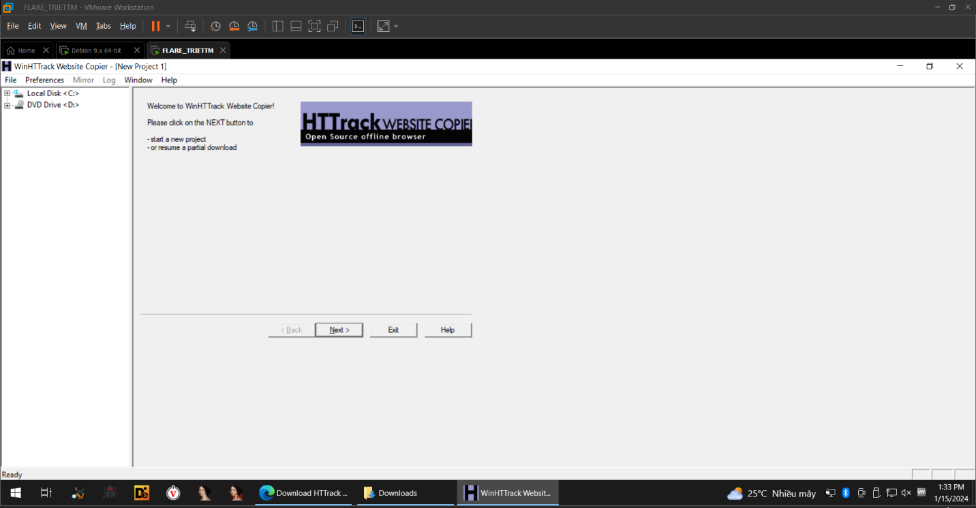 FLARE_TRIETTM - VMware Workstation
File Edit View VM Tabs Help
Home Debian 9.x 64-bit FLARE_TRIETTM
WinHTTrack Website Copier - [New Project 1]
File Preferences Mirror Log Window Help
Local Disk <C:>
DVD Drive <D:>
Welcome to WinHTTrack Website Copier!
Please click on the NEXT button to
- start a new project
- or resume a partial download
HTTrack WEBSITE COPIE
Open Source offline browser
< Back Next > Exit Help
Ready
Download HTTrack ... Downloads WinHTTrack Websit... 25°C Nhiều mây 1:33 PM
1/15/2024